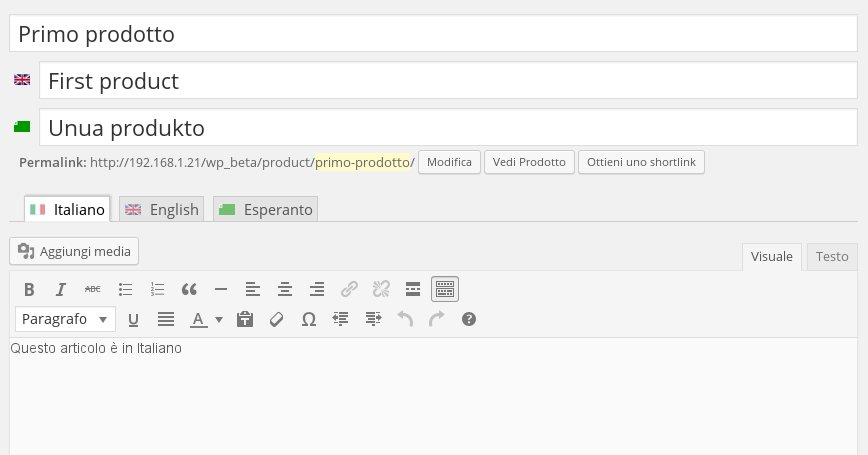 Primo prodotto
First product
Unua produkto
Permalink: http://192.168.1.21/wp_beta/product/primo-prodotto/ Modifica Vedi Prodotto Ottieni uno shortlink
Italiano English Esperanto
Aggiungi media Visuale Testo
B I ABC
Paragrafo U A Ω ?
Questo articolo è in Italiano